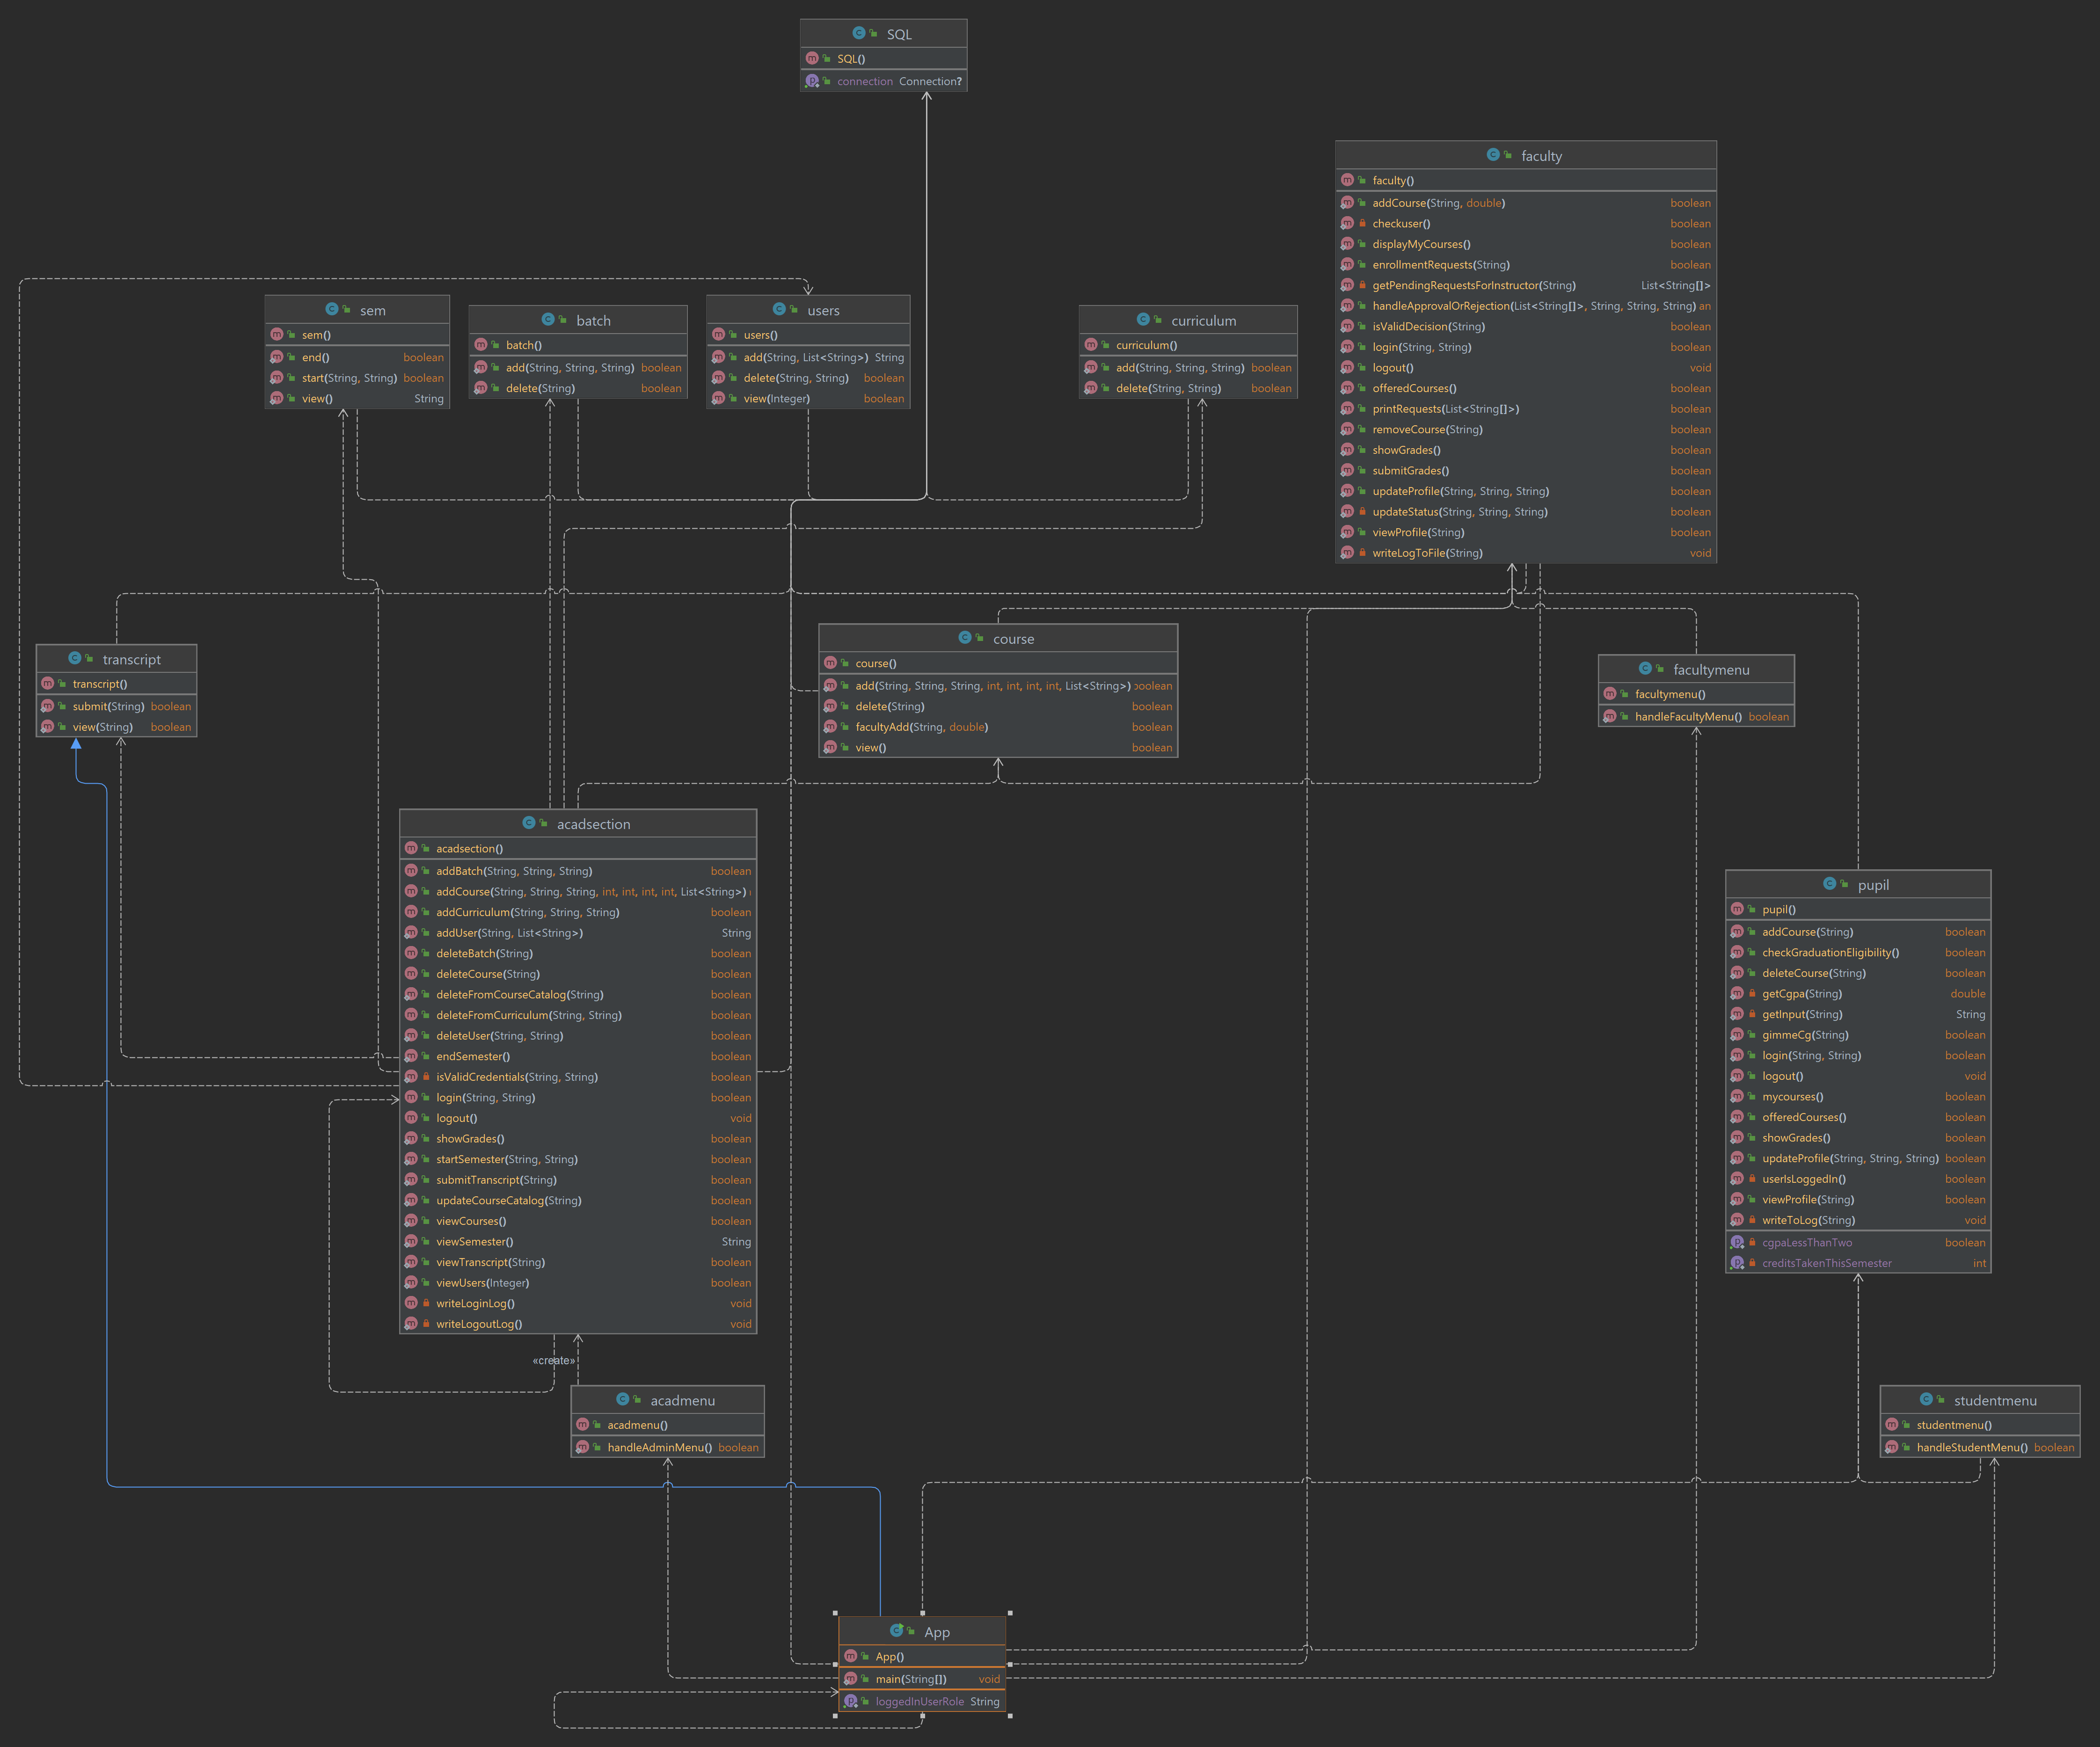 SQL
SQL()
connection Connection?
faculty
faculty()
addCourse(String, double) boolean
checkuser() boolean
displayMyCourses() boolean
enrollmentRequests(String) boolean
getPendingRequestsForInstructor(String) List<String[]>
handleApprovalOrRejection(List<String[]>, String, String, String) an
isValidDecision(String) boolean
login(String, String) boolean
logout() void
offeredCourses() boolean
printRequests(List<String[]>) boolean
removeCourse(String) boolean
showGrades() boolean
submitGrades() boolean
updateProfile(String, String, String) boolean
updateStatus(String, String, String) boolean
viewProfile(String) boolean
writeLogToFile(String) void
sem
sem()
end() boolean
start(String, String) boolean
view() String
batch
batch()
add(String, String, String) boolean
delete(String) boolean
users
users()
add(String, List<String>) String
delete(String, String) boolean
view(Integer) boolean
curriculum
curriculum()
add(String, String, String) boolean
delete(String, String) boolean
transcript
transcript()
submit(String) boolean
view(String) boolean
course
course()
add(String, String, String, int, int, int, int, List<String>) boolean
delete(String) boolean
facultyAdd(String, double) boolean
view() boolean
facultymenu
facultymenu()
handleFacultyMenu() boolean
acadsection
acadsection()
addBatch(String, String, String) boolean
addCourse(String, String, String, int, int, int, int, List<String>)
addCurriculum(String, String, String) boolean
addUser(String, List<String>) String
deleteBatch(String) boolean
deleteCourse(String) boolean
deleteFromCourseCatalog(String) boolean
deleteFromCurriculum(String, String) boolean
deleteUser(String, String) boolean
endSemester() boolean
isValidCredentials(String, String) boolean
login(String, String) boolean
logout() void
showGrades() boolean
startSemester(String, String) boolean
submitTranscript(String) boolean
updateCourseCatalog(String) boolean
viewCourses() boolean
viewSemester() String
viewTranscript(String) boolean
viewUsers(Integer) boolean
writeLoginLog() void
writeLogoutLog() void
pupil
pupil()
addCourse(String) boolean
checkGraduationEligibility() boolean
deleteCourse(String) boolean
getCgpa(String) double
getInput(String) String
gimmeCg(String) boolean
login(String, String) boolean
logout() void
mycourses() boolean
offeredCourses() boolean
showGrades() boolean
updateProfile(String, String, String) boolean
userIsLoggedIn() boolean
viewProfile(String) boolean
writeToLog(String) void
cgpaLessThanTwo boolean
creditsTakenThisSemester int
«create»
acadmenu
acadmenu()
handleAdminMenu() boolean
studentmenu
studentmenu()
handleStudentMenu() boolean
App
App()
main(String[]) void
loggedInUserRole String